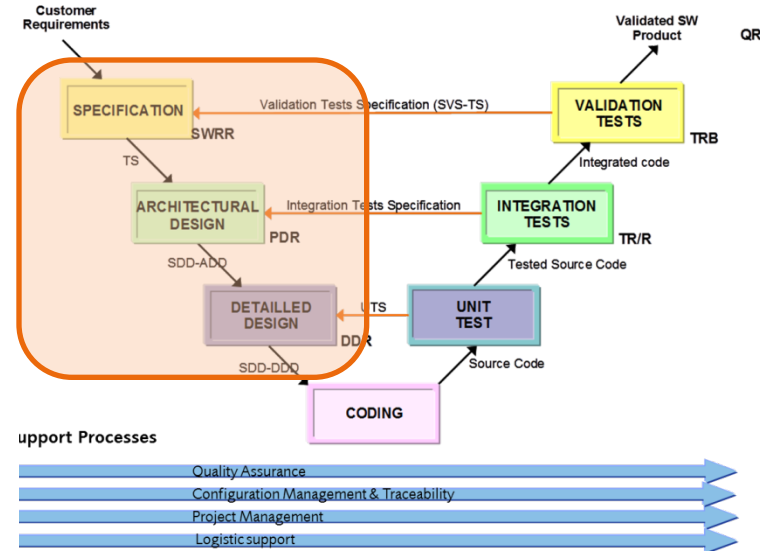 Customer
Requirements
Validated SW
Product
QR
SPECIFICATION
Validation Tests Specification (SVS-TS)
VALIDATION
TESTS
SWRR
TRB
TS
Integrated code
ARCHITECTURAL
DESIGN
Integration Tests Specification
INTEGRATION
TESTS
PDR
TR/R
SDD-ADD
Tested Source Code
DETAILLED
DESIGN
UTS
UNIT
TEST
DDR
SDD-DDD
Source Code
CODING
upport Processes
Quality Assurance
Configuration Management & Traceability
Project Management
Logistic support